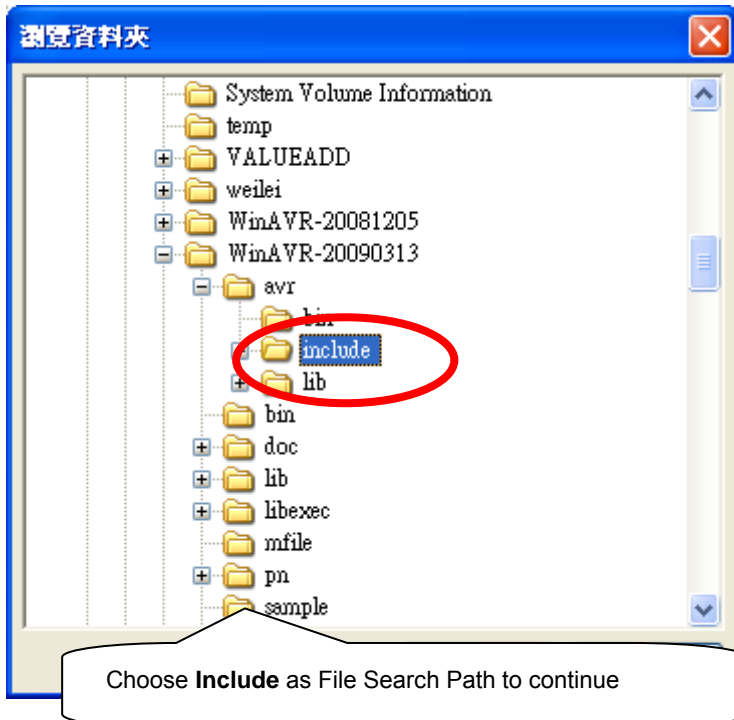 瀏覽資料夾
System Volume Information
temp
VALUEADD
weilei
WinAVR-20081205
WinAVR-20090313
avr
bin
include
lib
bin
doc
lib
libexec
mfile
pn
sample
Choose Include as File Search Path to continue